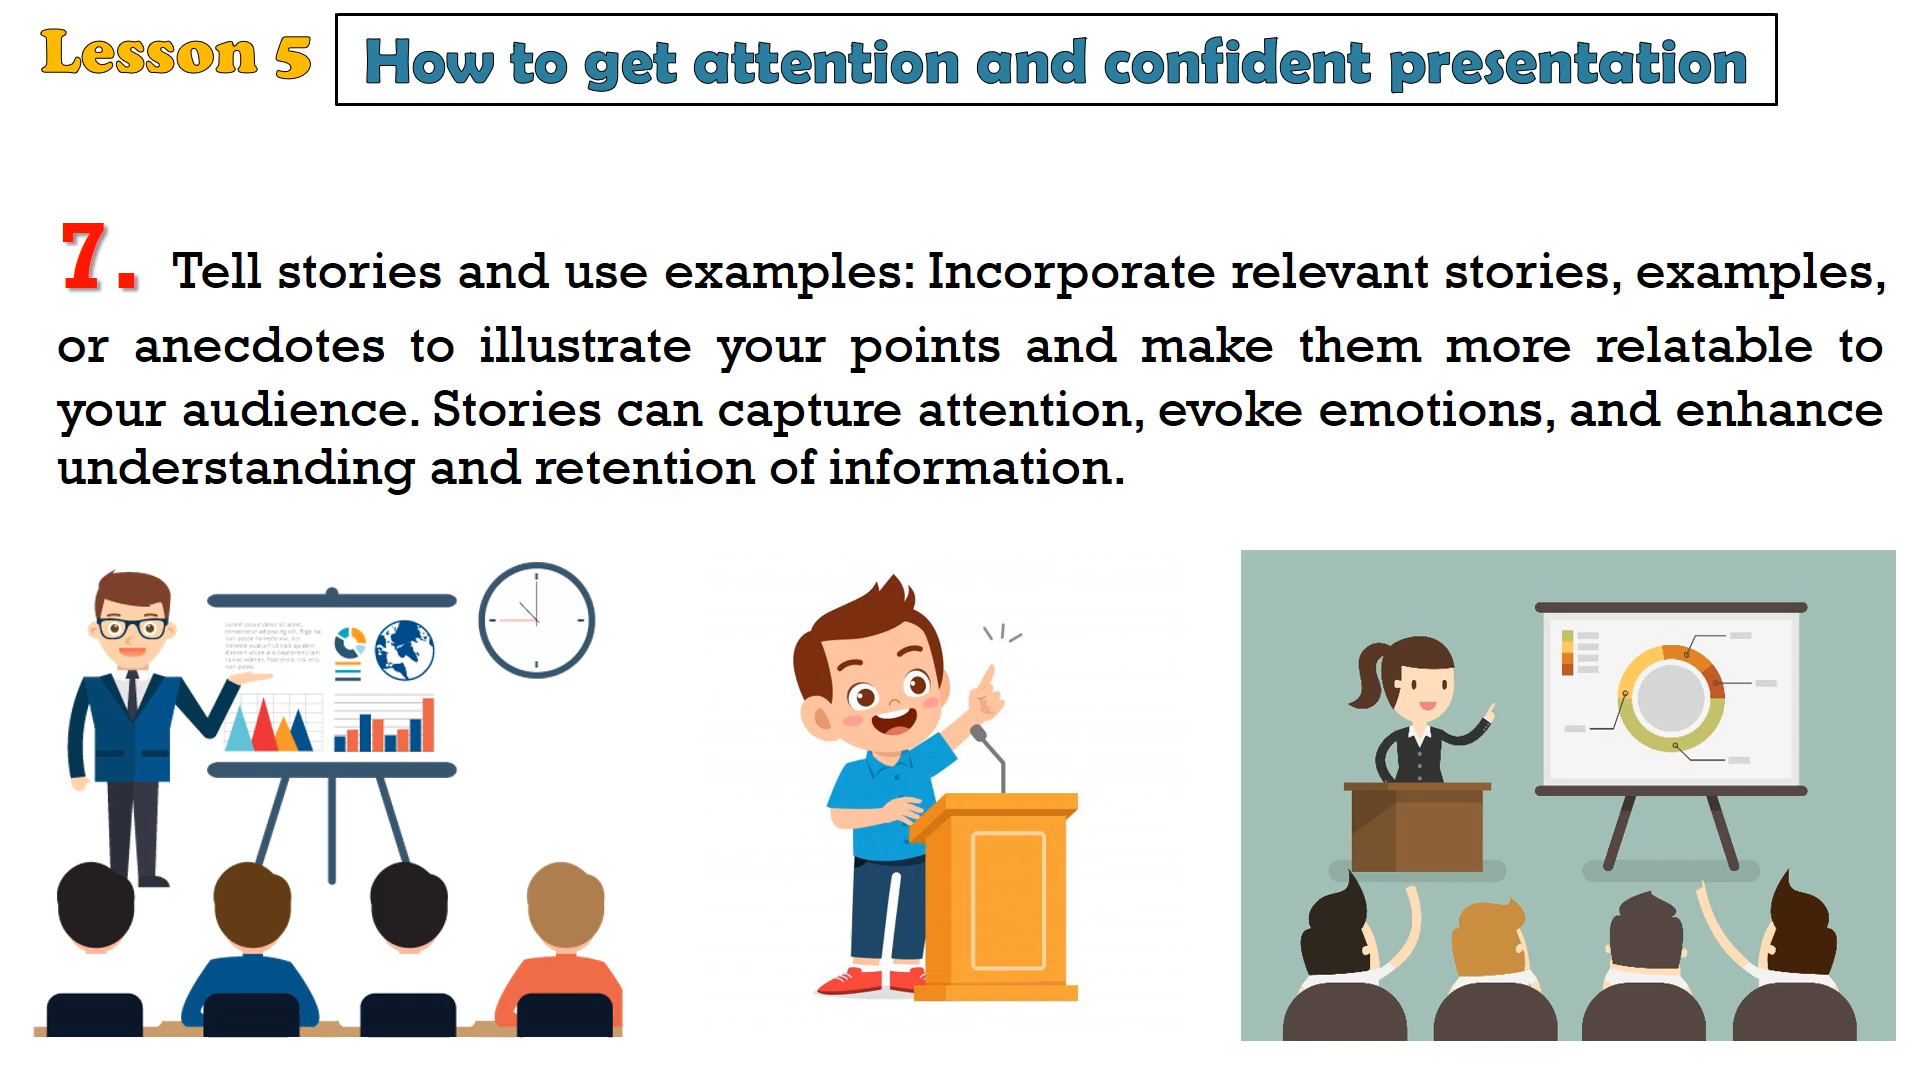 Lesson 5
How to get attention and confident presentation
7. Tell stories and use examples: Incorporate relevant stories, examples,
or anecdotes to illustrate your points and make them more relatable to
your audience. Stories can capture attention, evoke emotions, and enhance
understanding and retention of information.